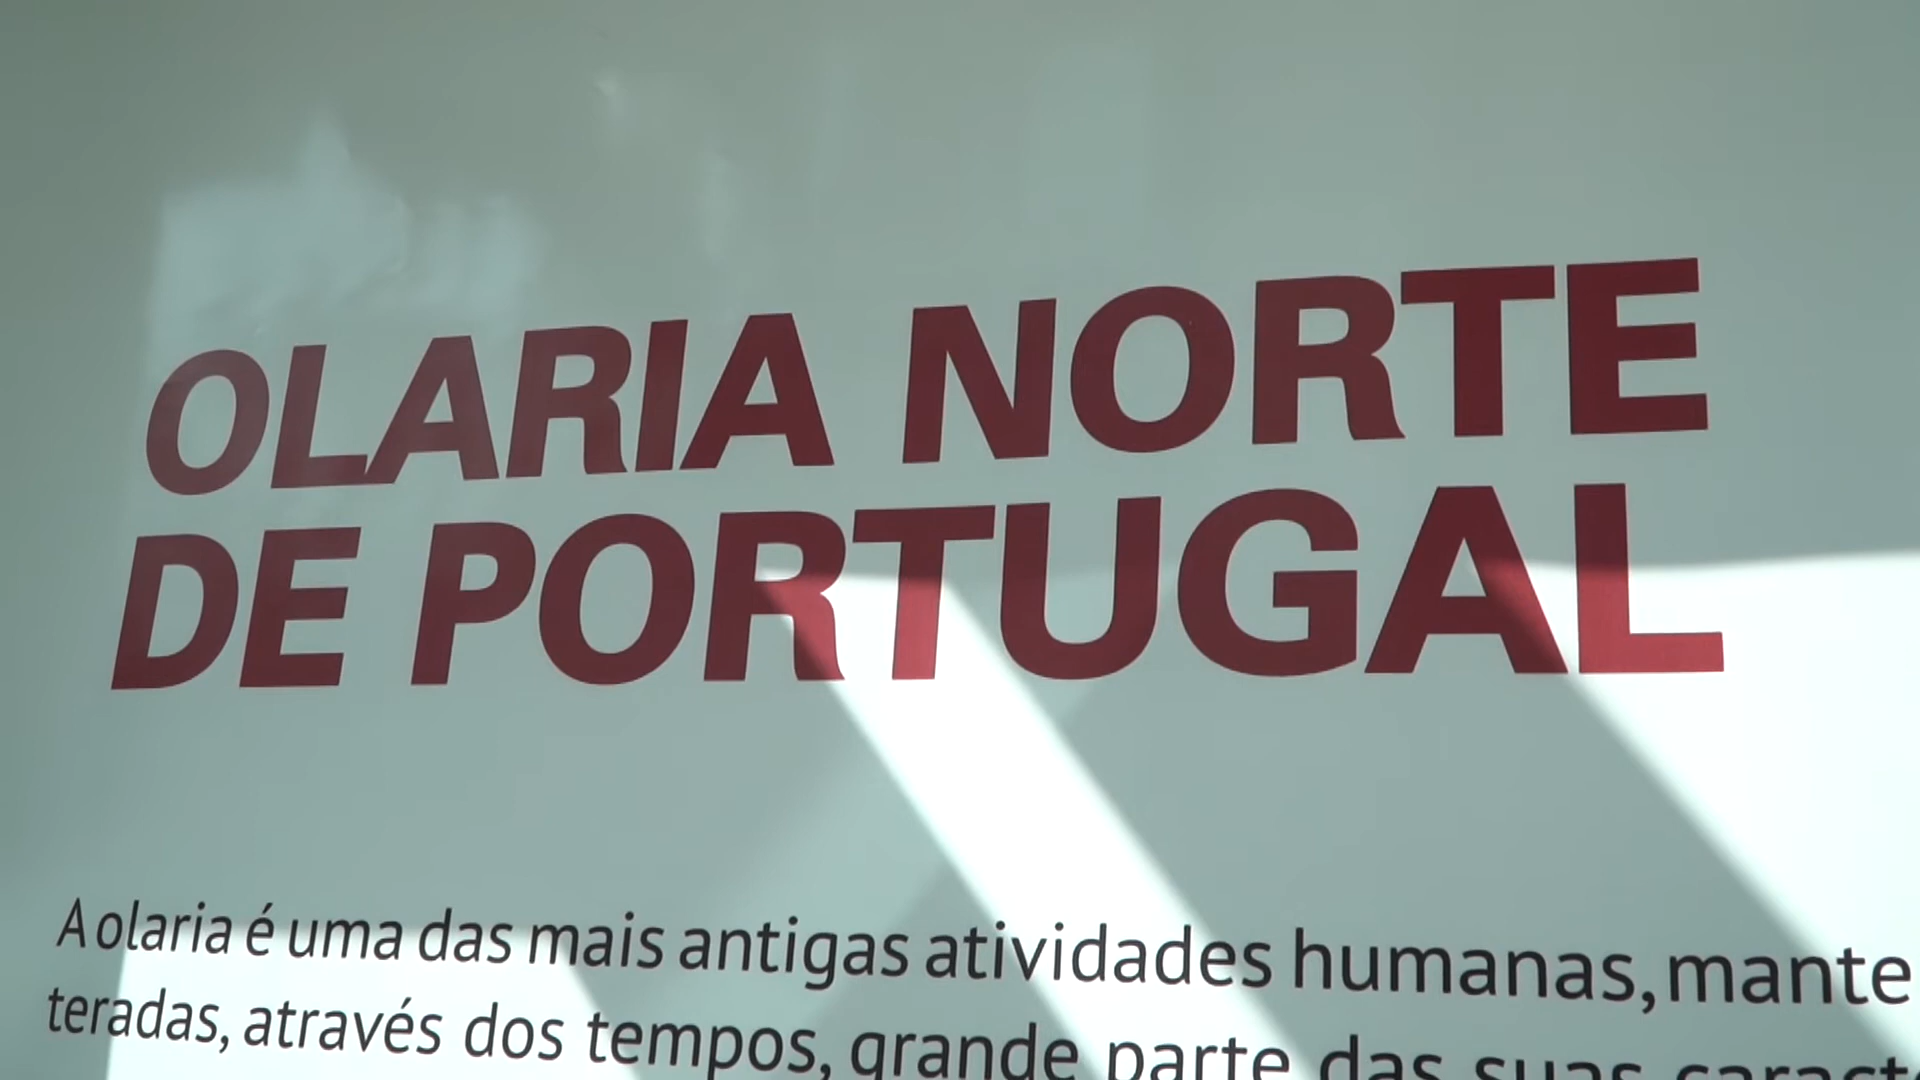 OLARIA NORTE
DE PORTUGAL
A olaria é uma das mais antigas atividades humanas, mante
teradas, através dos tempos, grande parte das suas caract